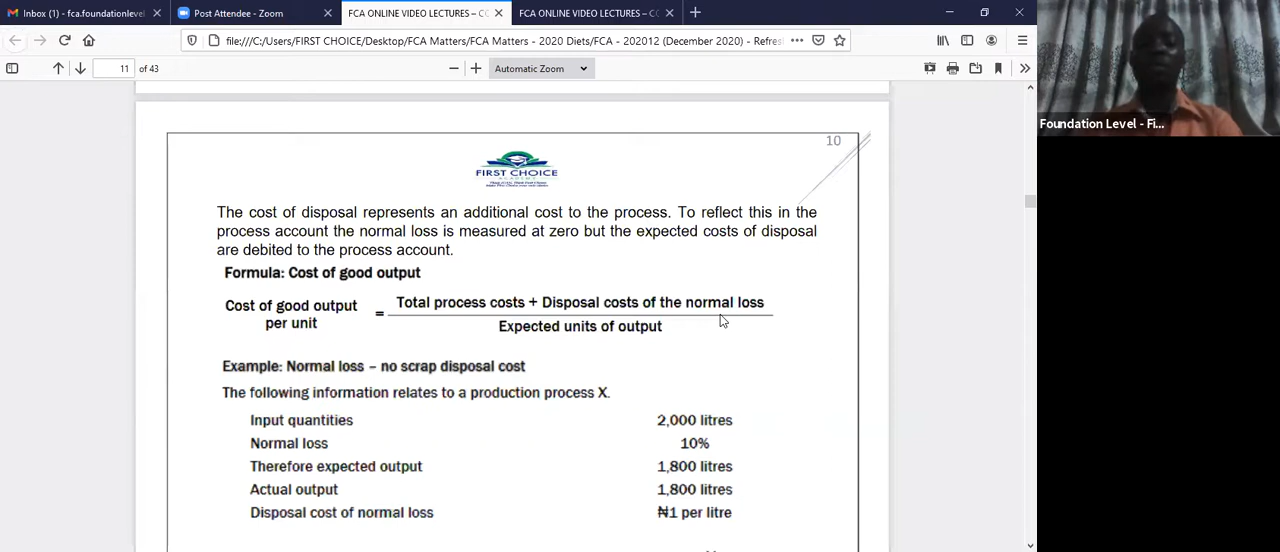 Inbox (1) - fca.foundationlevel
Post Attendee - Zoom
FCA ONLINE VIDEO LECTURES – CC
FCA ONLINE VIDEO LECTURES – CC
file:///C:/Users/FIRST CHOICE/Desktop/FCA Matters/FCA Matters - 2020 Diets/FCA - 202012 (December 2020) - Refres
11 of 43
Automatic Zoom
Foundation Level - Fi...
10
FIRST CHOICE
The cost of disposal represents an additional cost to the process. To reflect this in the
process account the normal loss is measured at zero but the expected costs of disposal
are debited to the process account.
Formula: Cost of good output
Cost of good output
per unit
=
Total process costs + Disposal costs of the normal loss
Expected units of output
Example: Normal loss – no scrap disposal cost
The following information relates to a production process X.
Input quantities 2,000 litres
Normal loss 10%
Therefore expected output 1,800 litres
Actual output 1,800 litres
Disposal cost of normal loss ₦1 per litre